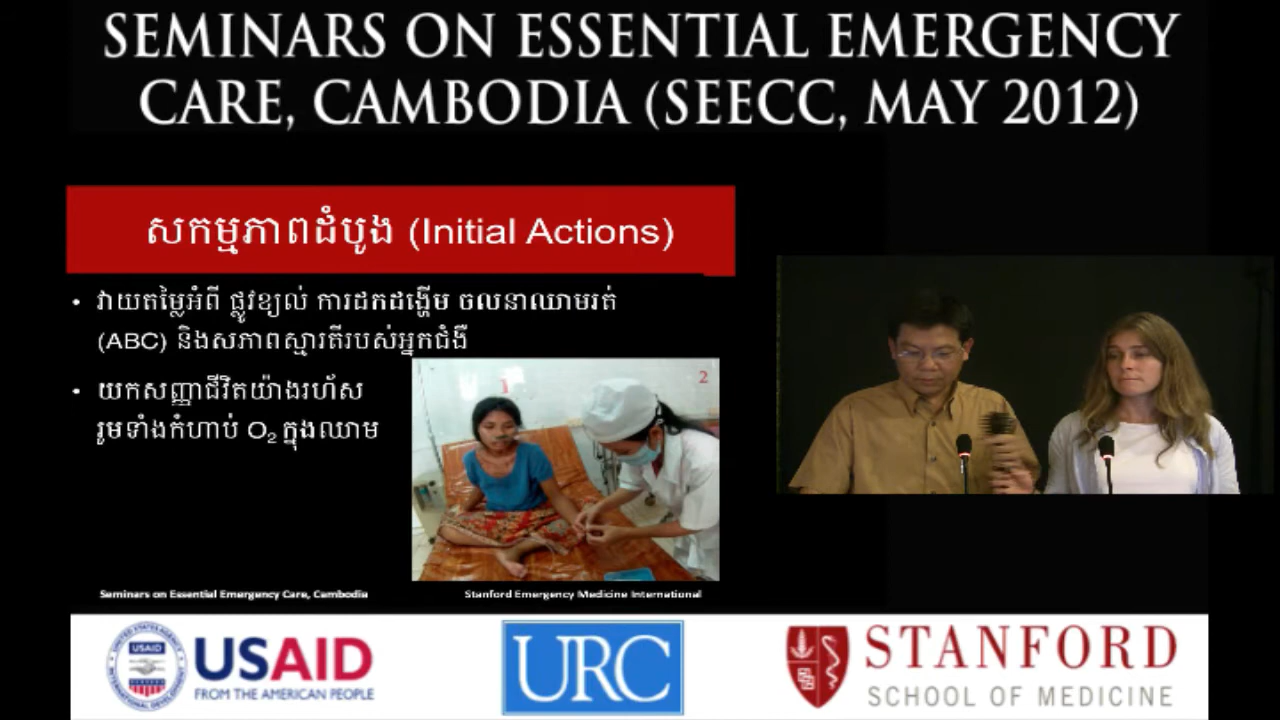 SEMINARS ON ESSENTIAL EMERGENCY
CARE, CAMBODIA (SEECC, MAY 2012)
សកម្មភាពដំបូង (Initial Actions)
• វាយតម្លៃអំពី ផ្លូវខ្យល់ ការដកដង្ហើម ចលនាឈាមរត់
(ABC) និងសភាពស្មារតីរបស់អ្នកជំងឺ
• យកសញ្ញាជីវិតយ៉ាងរហ័ស
រួមទាំងកំហាប់ O₂ ក្នុងឈាម
1
2
Seminars on Essential Emergency Care, Cambodia
Stanford Emergency Medicine International
UNITED STATES AGENCY
USAID
INTERNATIONAL DEVELOPMENT
USAID
FROM THE AMERICAN PEOPLE
URC
STANFORD
SCHOOL OF MEDICINE